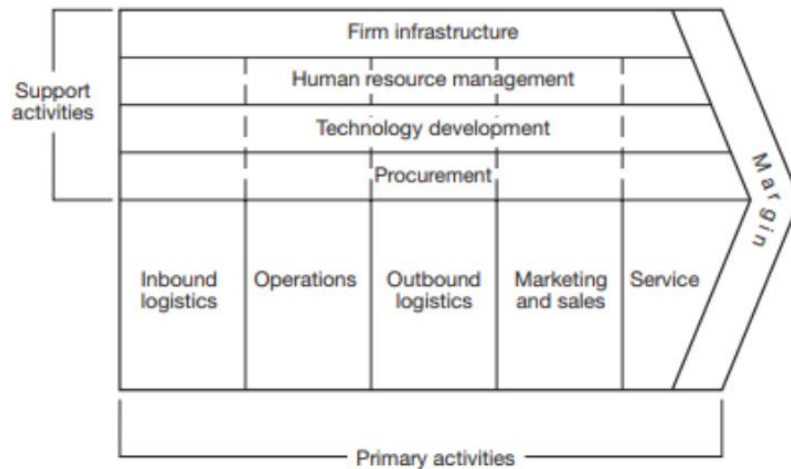 Firm infrastructure
Human resource management
Support
activities
Technology development
Procurement
Margin
Inbound
logistics
Operations
Outbound
logistics
Marketing
and sales
Service
Primary activities